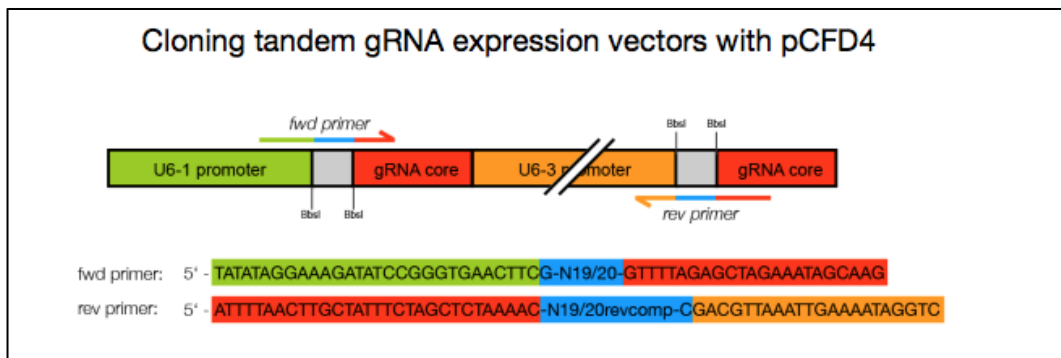 Cloning tandem gRNA expression vectors with pCFD4
fwd primer
BbsI BbsI
U6-1 promoter gRNA core U6-3 promoter gRNA core
BbsI BbsI
rev primer
fwd primer: 5' - TATATAGGAAAGATATCCGGGTGAACTTCG-N19/20-GTTTTAGAGCTAGAAATAGCAAG
rev primer: 5' - ATTTTAACTTGCTATTTCTAGCTCTAAAAC-N19/20revcomp-CGACGTTAAATTGAAAATAGGTC